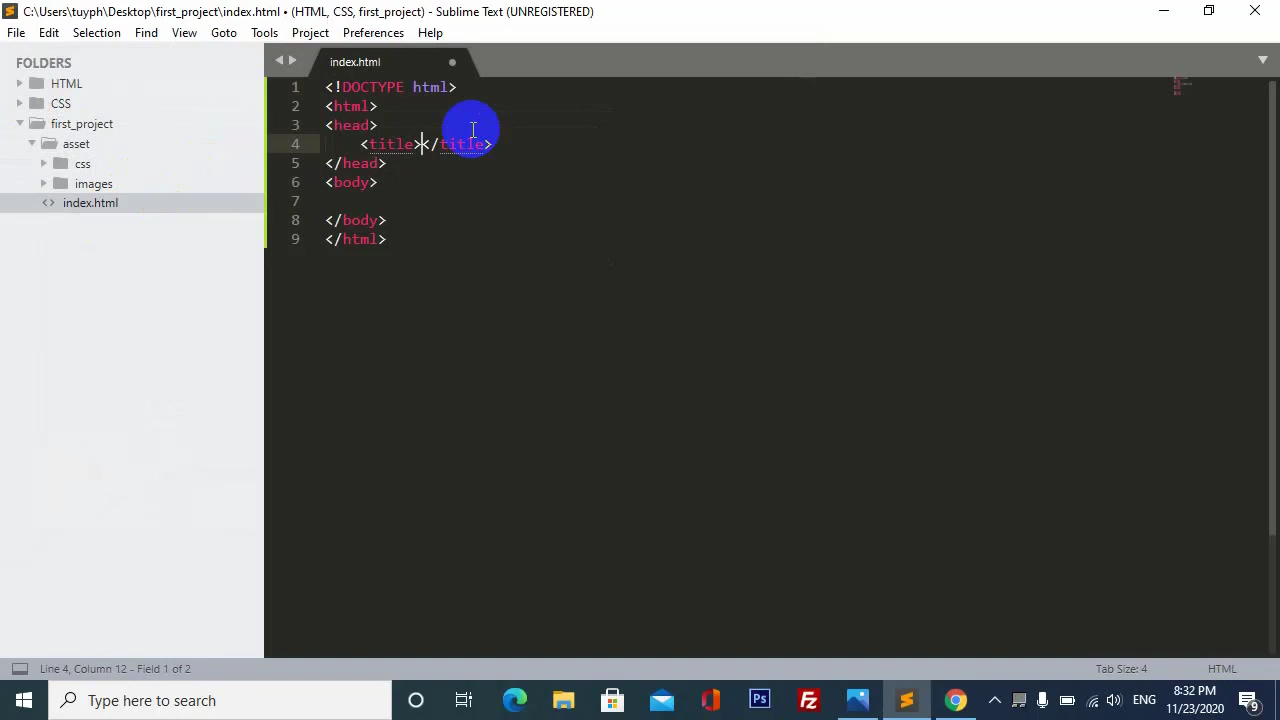 C:\Users\tuyph\Desktop\first_project\index.html • (HTML, CSS, first_project) - Sublime Text (UNREGISTERED)
File Edit Selection Find View Goto Tools Project Preferences Help
FOLDERS
HTML
CSS
first_project
asset
css
images
<> index.html
index.html
1 <!DOCTYPE html>
2 <html>
3 <head>
4 <title></title>
5 </head>
6 <body>
7
8 </body>
9 </html>
Line 4, Column 12 - Field 1 of 2
Tab Size: 4 HTML
Type here to search
Ps
Fz
ENG
8:32 PM
11/23/2020
9